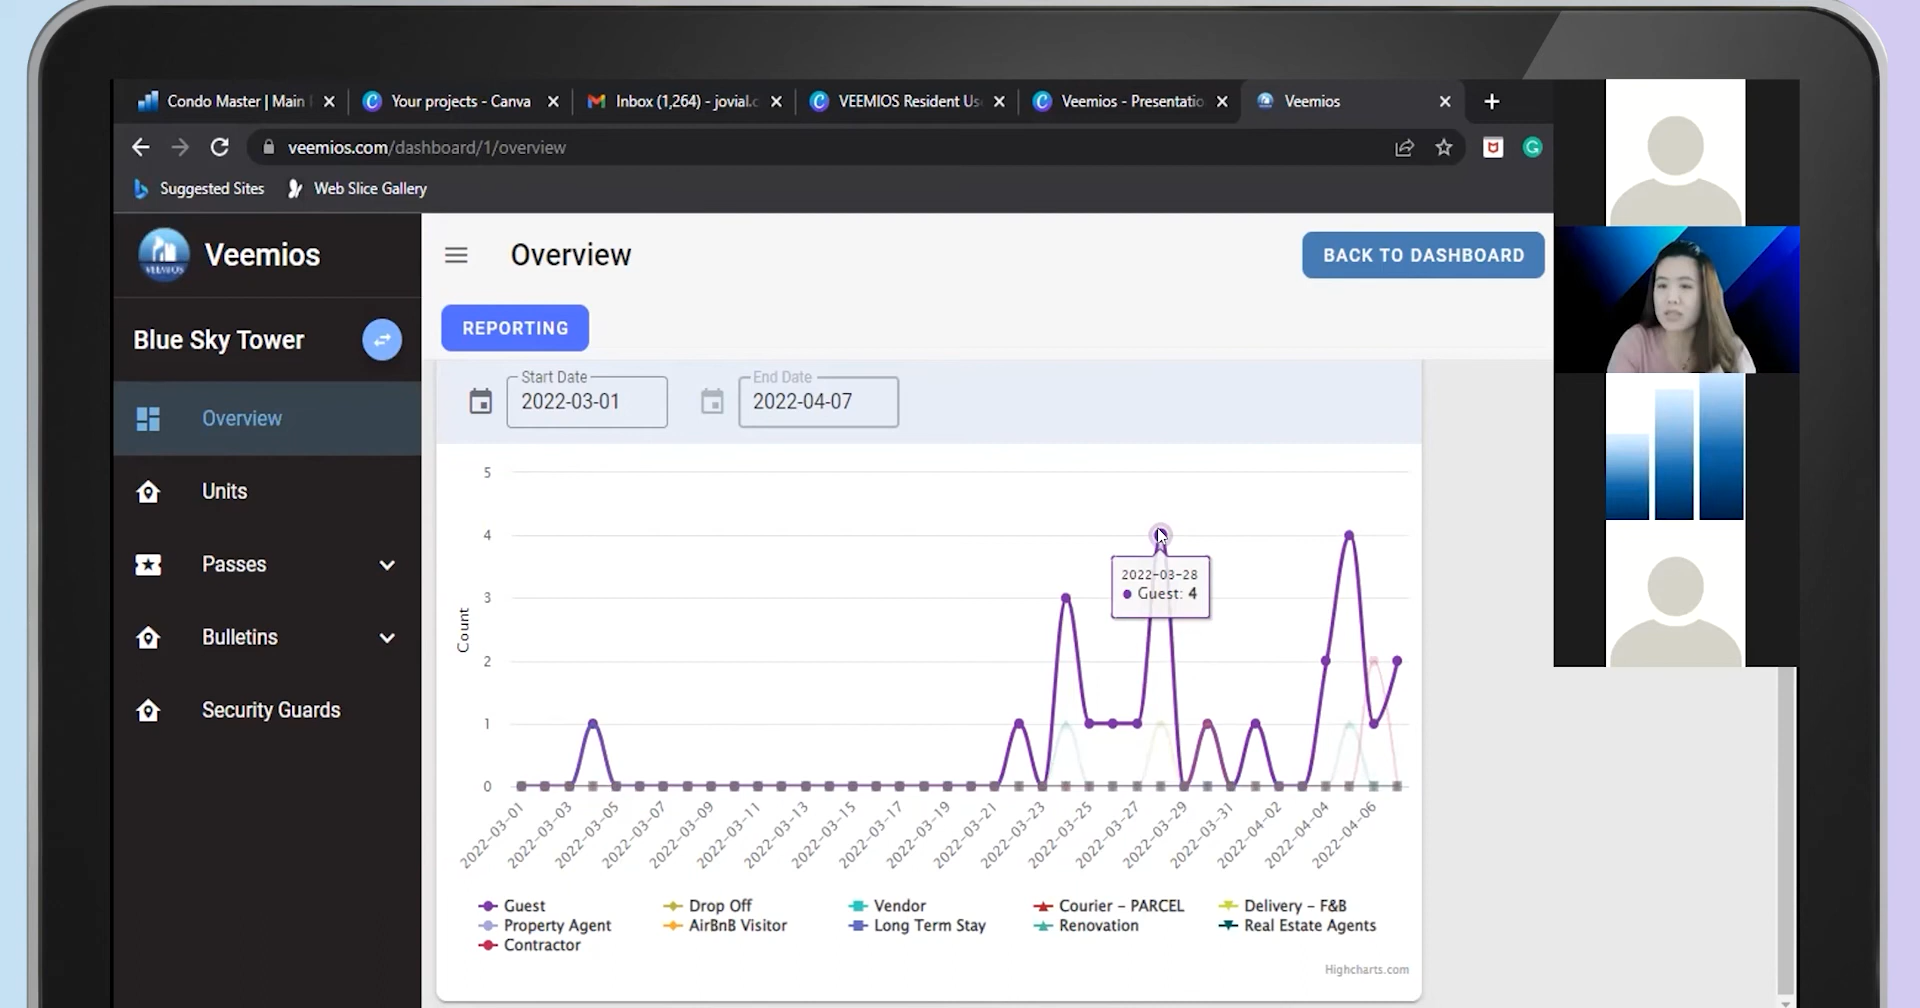 Condo Master | Main
Your projects - Canva
Inbox (1,264) - jovial.c
VEEMIOS Resident Us
Veemios - Presentatio
Veemios
veemios.com/dashboard/1/overview
Suggested Sites
Web Slice Gallery
VEEMIOS
Veemios
Overview
BACK TO DASHBOARD
Blue Sky Tower
REPORTING
Overview
Units
Passes
Bulletins
Security Guards
Start Date
2022-03-01
End Date
2022-04-07
5
4
3
2
1
0
Count
2022-03-28
Guest: 4
2022-03-01
2022-03-03
2022-03-05
2022-03-07
2022-03-09
2022-03-11
2022-03-13
2022-03-15
2022-03-17
2022-03-19
2022-03-21
2022-03-23
2022-03-25
2022-03-27
2022-03-29
2022-03-31
2022-04-02
2022-04-04
2022-04-06
Guest
Drop Off
Vendor
Courier - PARCEL
Delivery - F&B
Property Agent
AirBnB Visitor
Long Term Stay
Renovation
Real Estate Agents
Contractor
Highcharts.com